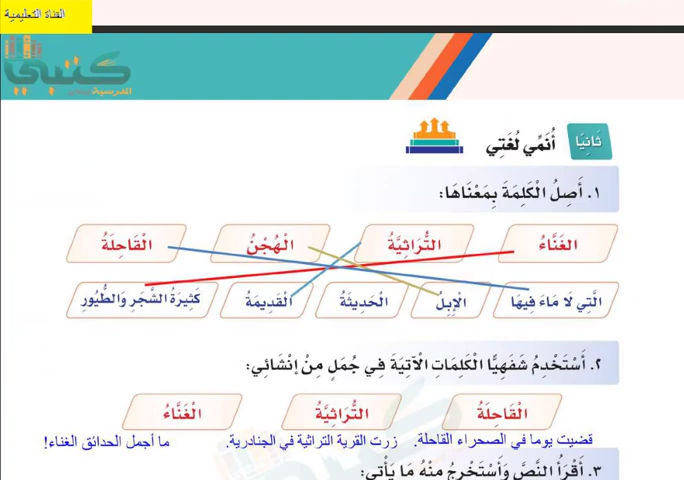 القناة التعليمية
كتبي
المدرسية
ثَانِيًا
أُنَمِّي لُغَتِي
١. أَصِلُ الْكَلِمَةَ بِمَعْنَاهَا:
الغَنَّاءُ التُّرَاثِيَّةُ الْهُجْنُ الْقَاحِلَةُ
الَّتِي لَا مَاءَ فِيهَا الْإِبِلُ الْحَدِيثَةُ الْقَدِيمَةُ كَثِيرَةُ الشَّجَرِ وَالطُّيُورِ
٢. أَسْتَخْدِمُ شَفَهِيًّا الْكَلِمَاتِ الْآتِيَةَ فِي جُمَلٍ مِنْ إِنْشَائِي:
الْقَاحِلَةُ التُّرَاثِيَّةُ الْغَنَّاءُ
قضيت يوما في الصحراء القاحلة. زرت القرية التراثية في الجنادرية. ما أجمل الحدائق الغناء!
٣. أَقْرَأُ النَّصَّ وَأَسْتَخْرِجُ مِنْهُ مَا يَأْتِي: